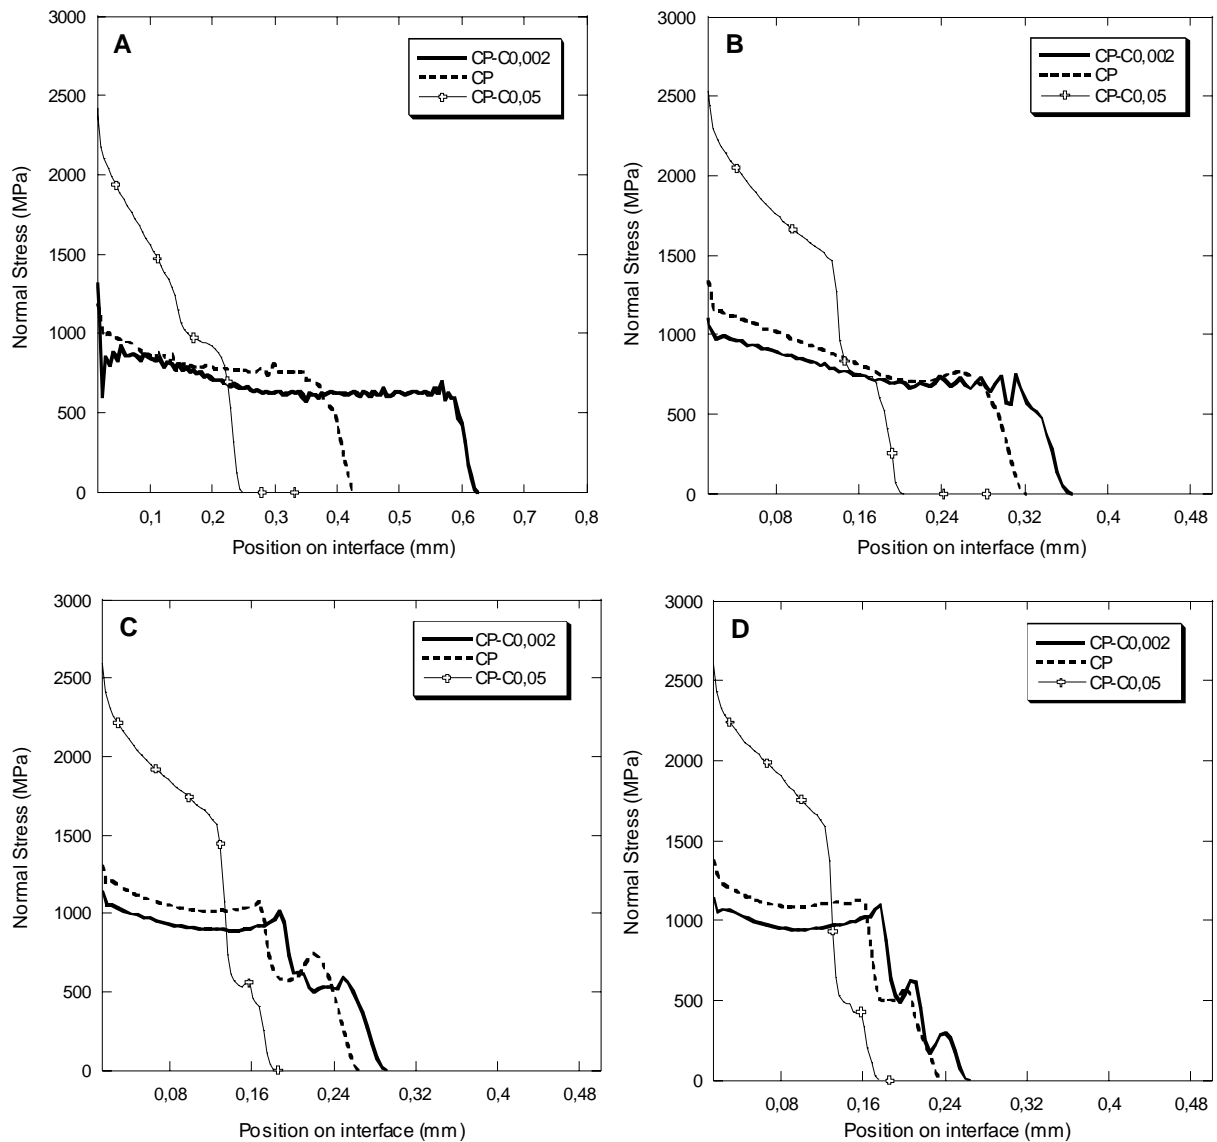 A
CP-C0,002
CP
CP-C0,05
3000
2500
2000
1500
1000
500
0
Normal Stress (MPa)
0,1 0,2 0,3 0,4 0,5 0,6 0,7 0,8
Position on interface (mm)
B
CP-C0,002
CP
CP-C0,05
3000
2500
2000
1500
1000
500
0
Normal Stress (MPa)
0,08 0,16 0,24 0,32 0,4 0,48
Position on interface (mm)
C
CP-C0,002
CP
CP-C0,05
3000
2500
2000
1500
1000
500
0
Normal Stress (MPa)
0,08 0,16 0,24 0,32 0,4 0,48
Position on interface (mm)
D
CP-C0,002
CP
CP-C0,05
3000
2500
2000
1500
1000
500
0
Normal Stress (MPa)
0,08 0,16 0,24 0,32 0,4 0,48
Position on interface (mm)